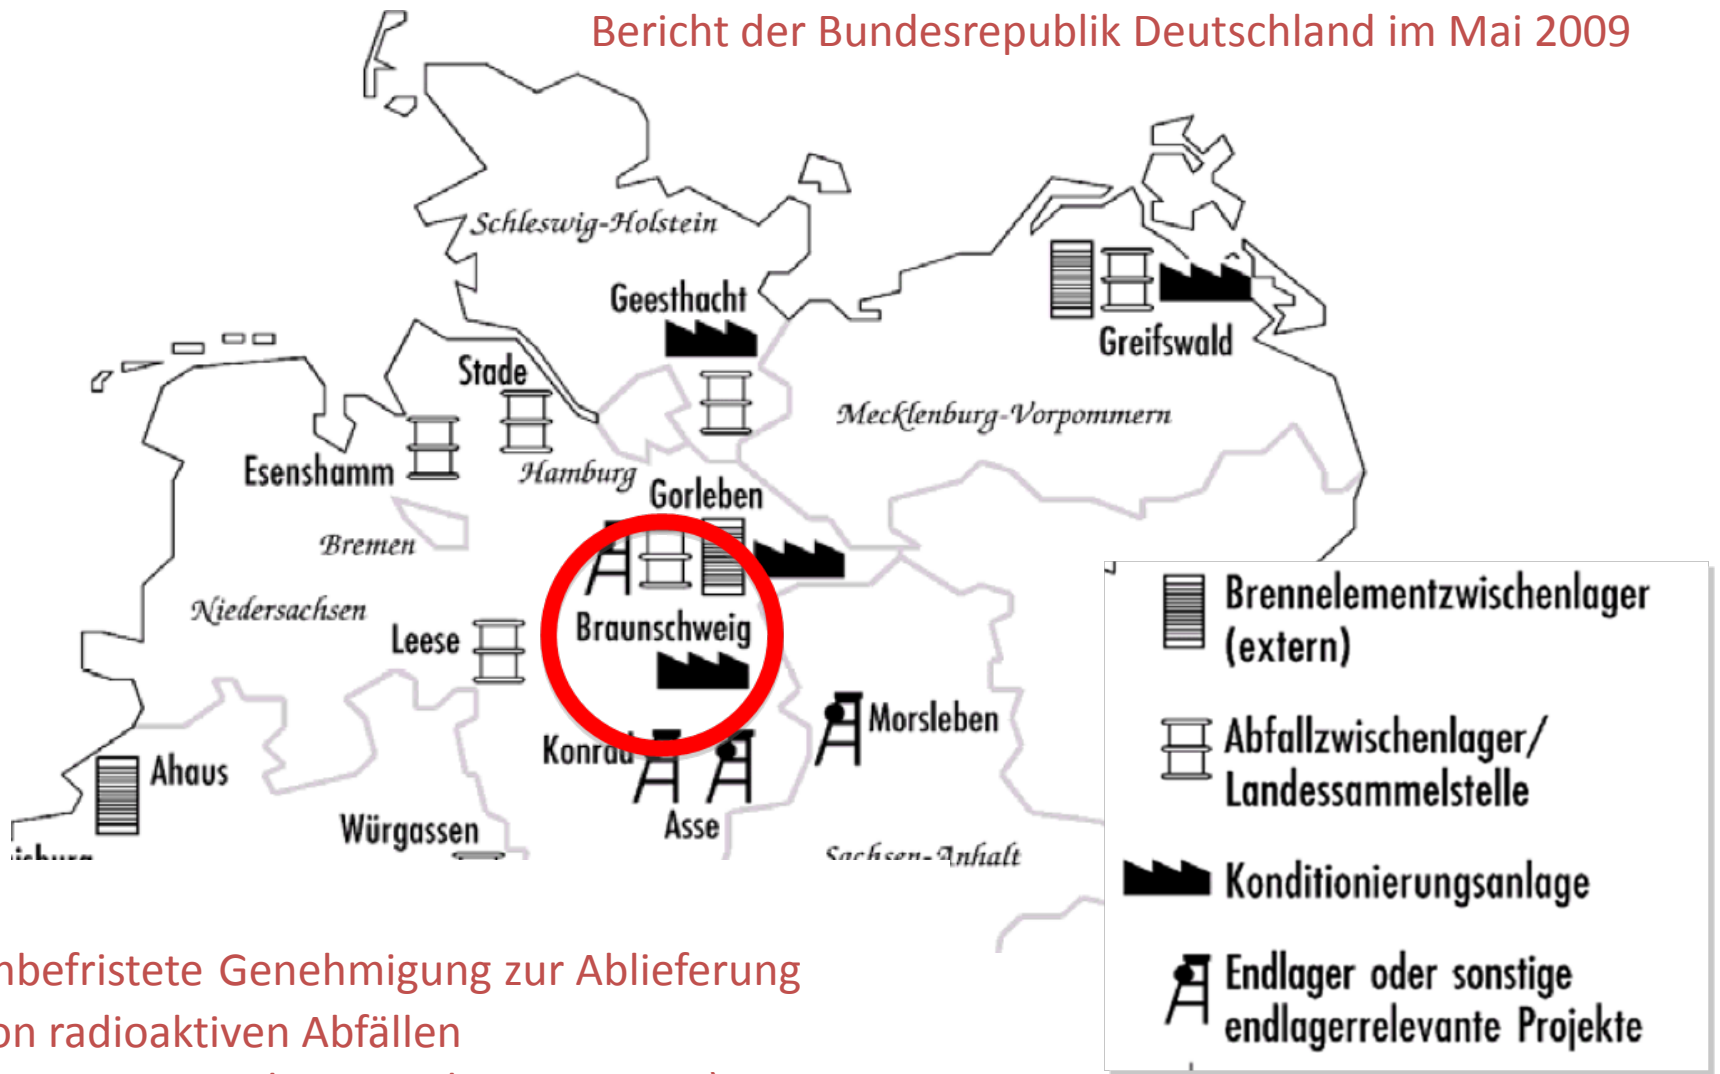 Bericht der Bundesrepublik Deutschland im Mai 2009
Schleswig-Holstein
Geesthacht
Greifswald
Stade
Mecklenburg-Vorpommern
Esenshamm
Hamburg
Gorleben
Bremen
Niedersachsen
Leese
Braunschweig
Morsleben
Konrad
Ahaus
Würgassen
Asse
Sachsen-Anhalt
Brennelementzwischenlager
(extern)
Abfallzwischenlager/
Landessammelstelle
Konditionierungsanlage
Endlager oder sonstige
endlagerrelevante Projekte
nbefristete Genehmigung zur Ablieferung
on radioaktiven Abfällen